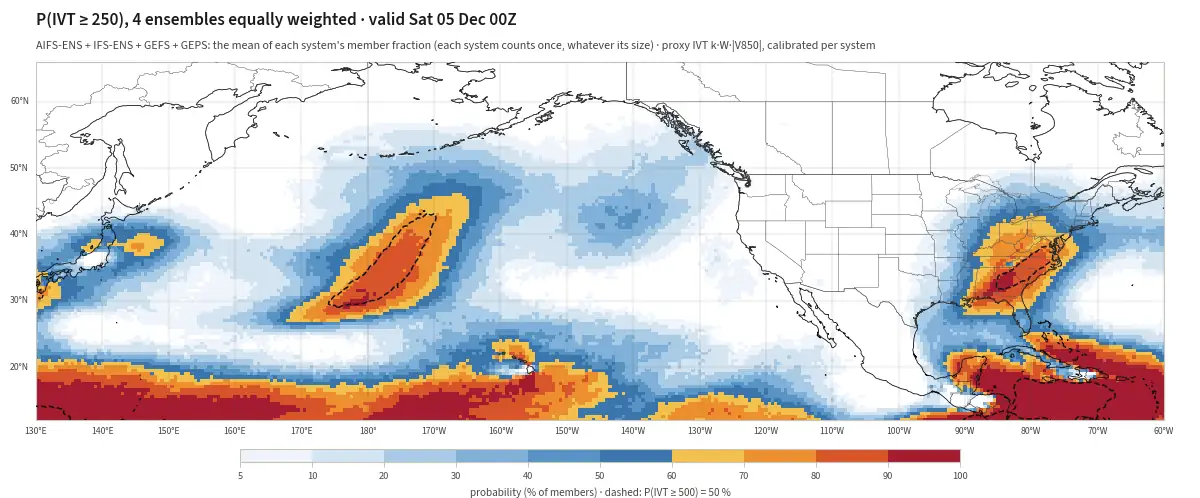 P(IVT ≥ 250), 4 ensembles equally weighted · valid Sat 05 Dec 00Z
AIFS-ENS + IFS-ENS + GEFS + GEPS: the mean of each system's member fraction (each system counts once, whatever its size) · proxy IVT k·W·|V850|, calibrated per system
60°N
50°N
40°N
30°N
20°N
130°E 140°E 150°E 160°E 170°E 180° 170°W 160°W 150°W 140°W 130°W 120°W 110°W 100°W 90°W 80°W 70°W 60°W
5 10 20 30 40 50 60 70 80 90 100
probability (% of members) · dashed: P(IVT ≥ 500) = 50 %